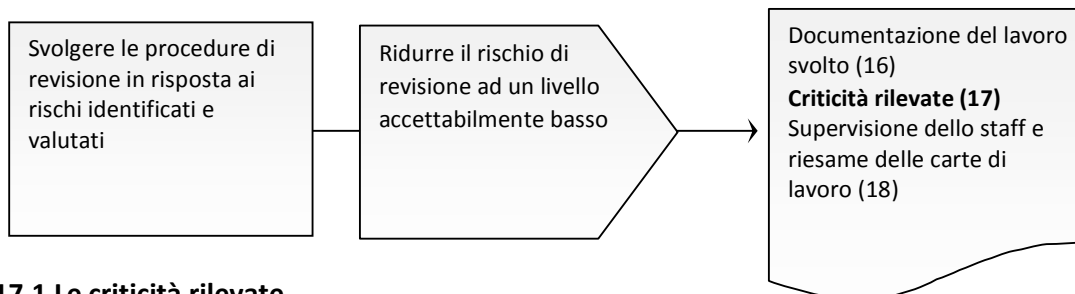 Svolgere le procedure di
revisione in risposta ai
rischi identificati e
valutati
Ridurre il rischio di
revisione ad un livello
accettabilmente basso
Documentazione del lavoro
svolto (16)
Criticità rilevate (17)
Supervisione dello staff e
riesame delle carte di
lavoro (18)
17.1 Le criticità rilevate